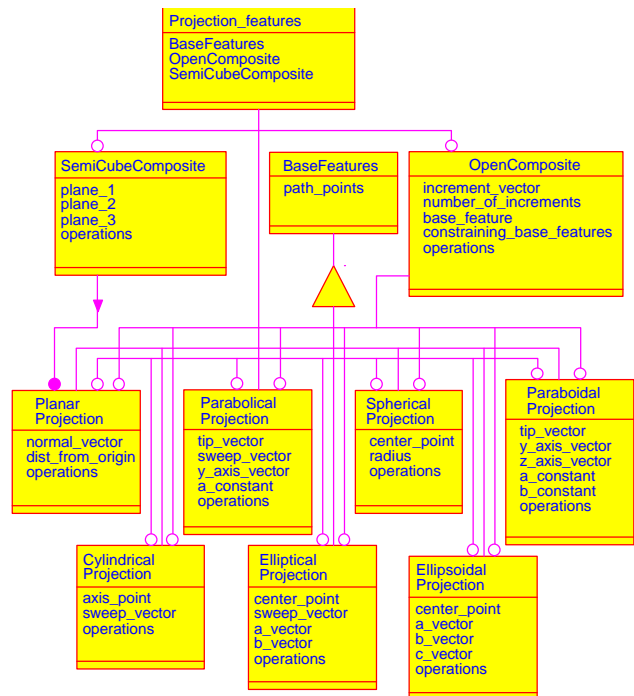 Projection_features
BaseFeatures
OpenComposite
SemiCubeComposite
SemiCubeComposite
plane_1
plane_2
plane_3
operations
BaseFeatures
path_points
OpenComposite
increment_vector
number_of_increments
base_feature
constraining_base_features
operations
Planar
Projection
normal_vector
dist_from_origin
operations
Parabolical
Projection
tip_vector
sweep_vector
y_axis_vector
a_constant
operations
Spherical
Projection
center_point
radius
operations
Paraboidal
Projection
tip_vector
y_axis_vector
z_axis_vector
a_constant
b_constant
operations
Cylindrical
Projection
axis_point
sweep_vector
operations
Elliptical
Projection
center_point
sweep_vector
a_vector
b_vector
operations
Ellipsoidal
Projection
center_point
a_vector
b_vector
c_vector
operations